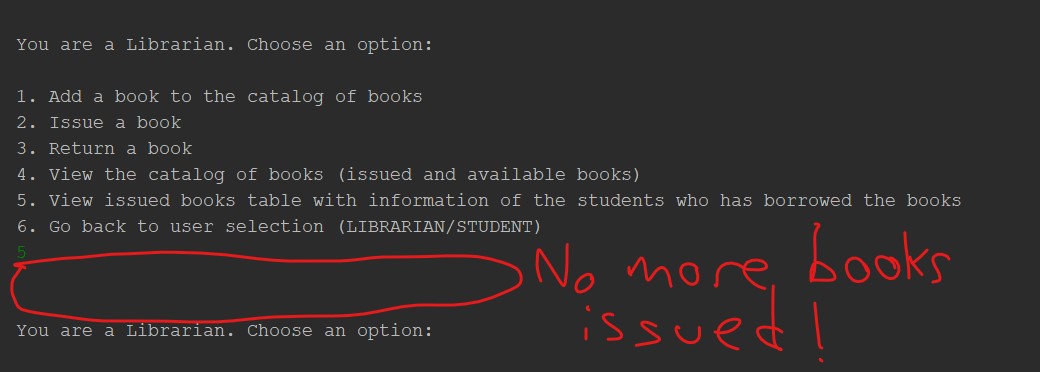 You are a Librarian. Choose an option:
1. Add a book to the catalog of books
2. Issue a book
3. Return a book
4. View the catalog of books (issued and available books)
5. View issued books table with information of the students who has borrowed the books
6. Go back to user selection (LIBRARIAN/STUDENT)
5
No more books
issued!
You are a Librarian. Choose an option: